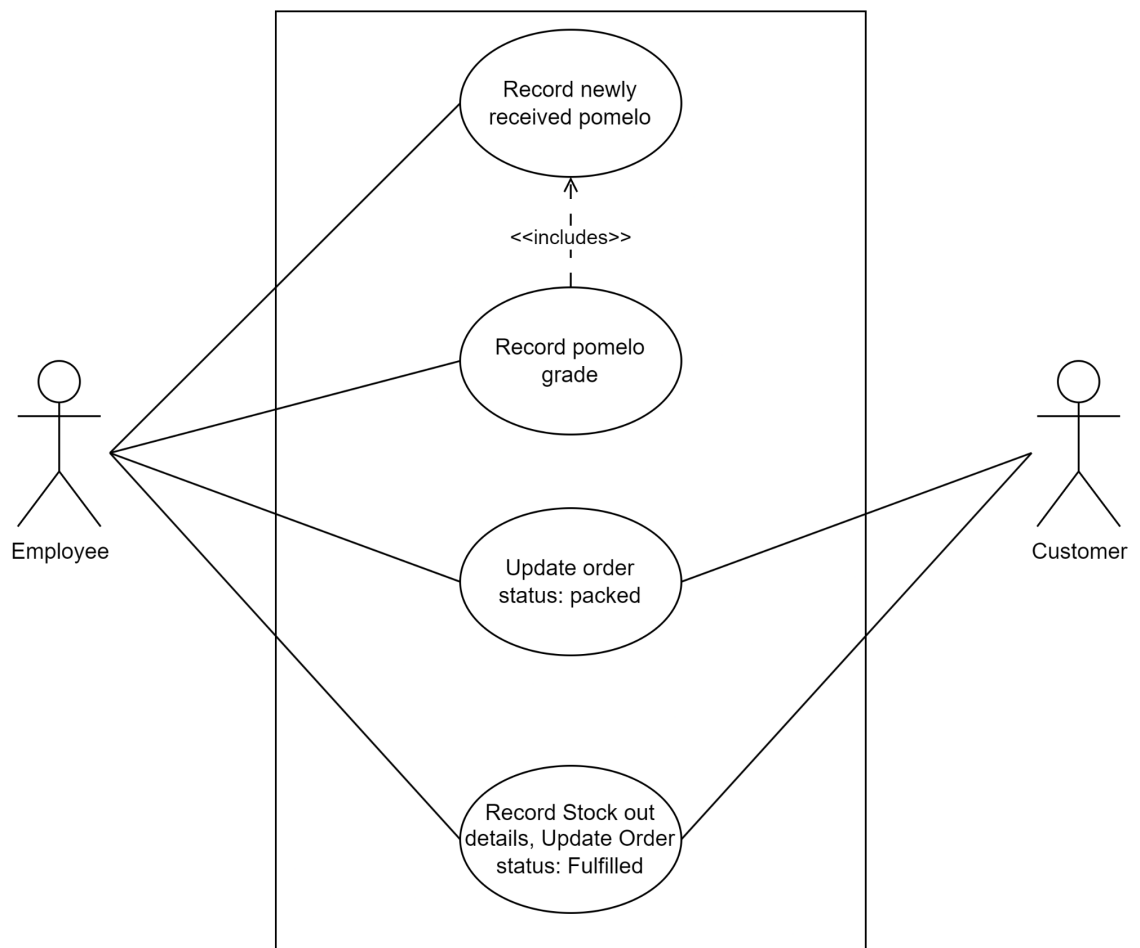 Record newly
received pomelo
<<includes>>
Record pomelo
grade
Employee
Customer
Update order
status: packed
Record Stock out
details, Update Order
status: Fulfilled